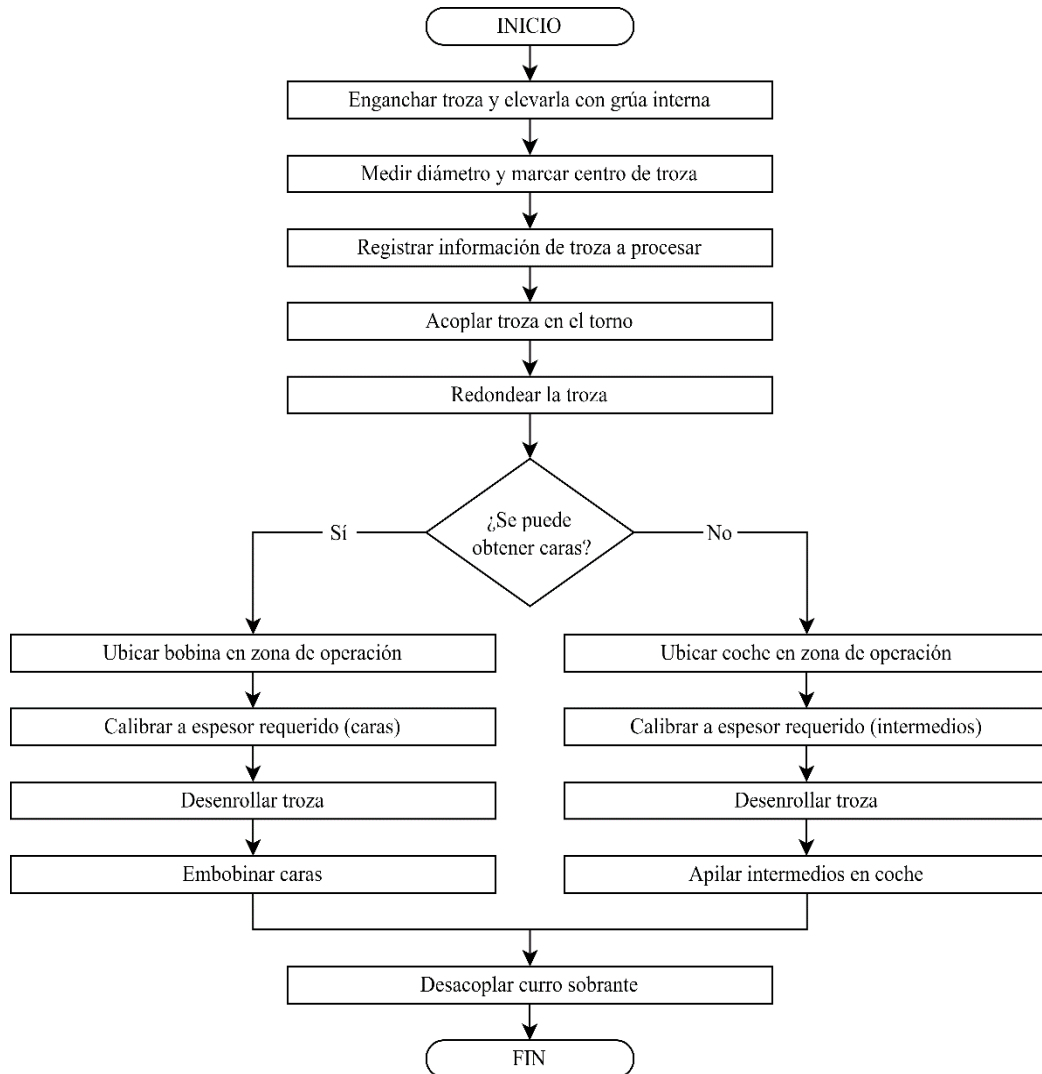 INICIO
Enganchar troza y elevarla con grúa interna
Medir diámetro y marcar centro de troza
Registrar información de troza a procesar
Acoplar troza en el torno
Redondear la troza
¿Se puede
obtener caras?
Sí
No
Ubicar bobina en zona de operación
Calibrar a espesor requerido (caras)
Desenrollar troza
Embobinar caras
Ubicar coche en zona de operación
Calibrar a espesor requerido (intermedios)
Desenrollar troza
Apilar intermedios en coche
Desacoplar curro sobrante
FIN